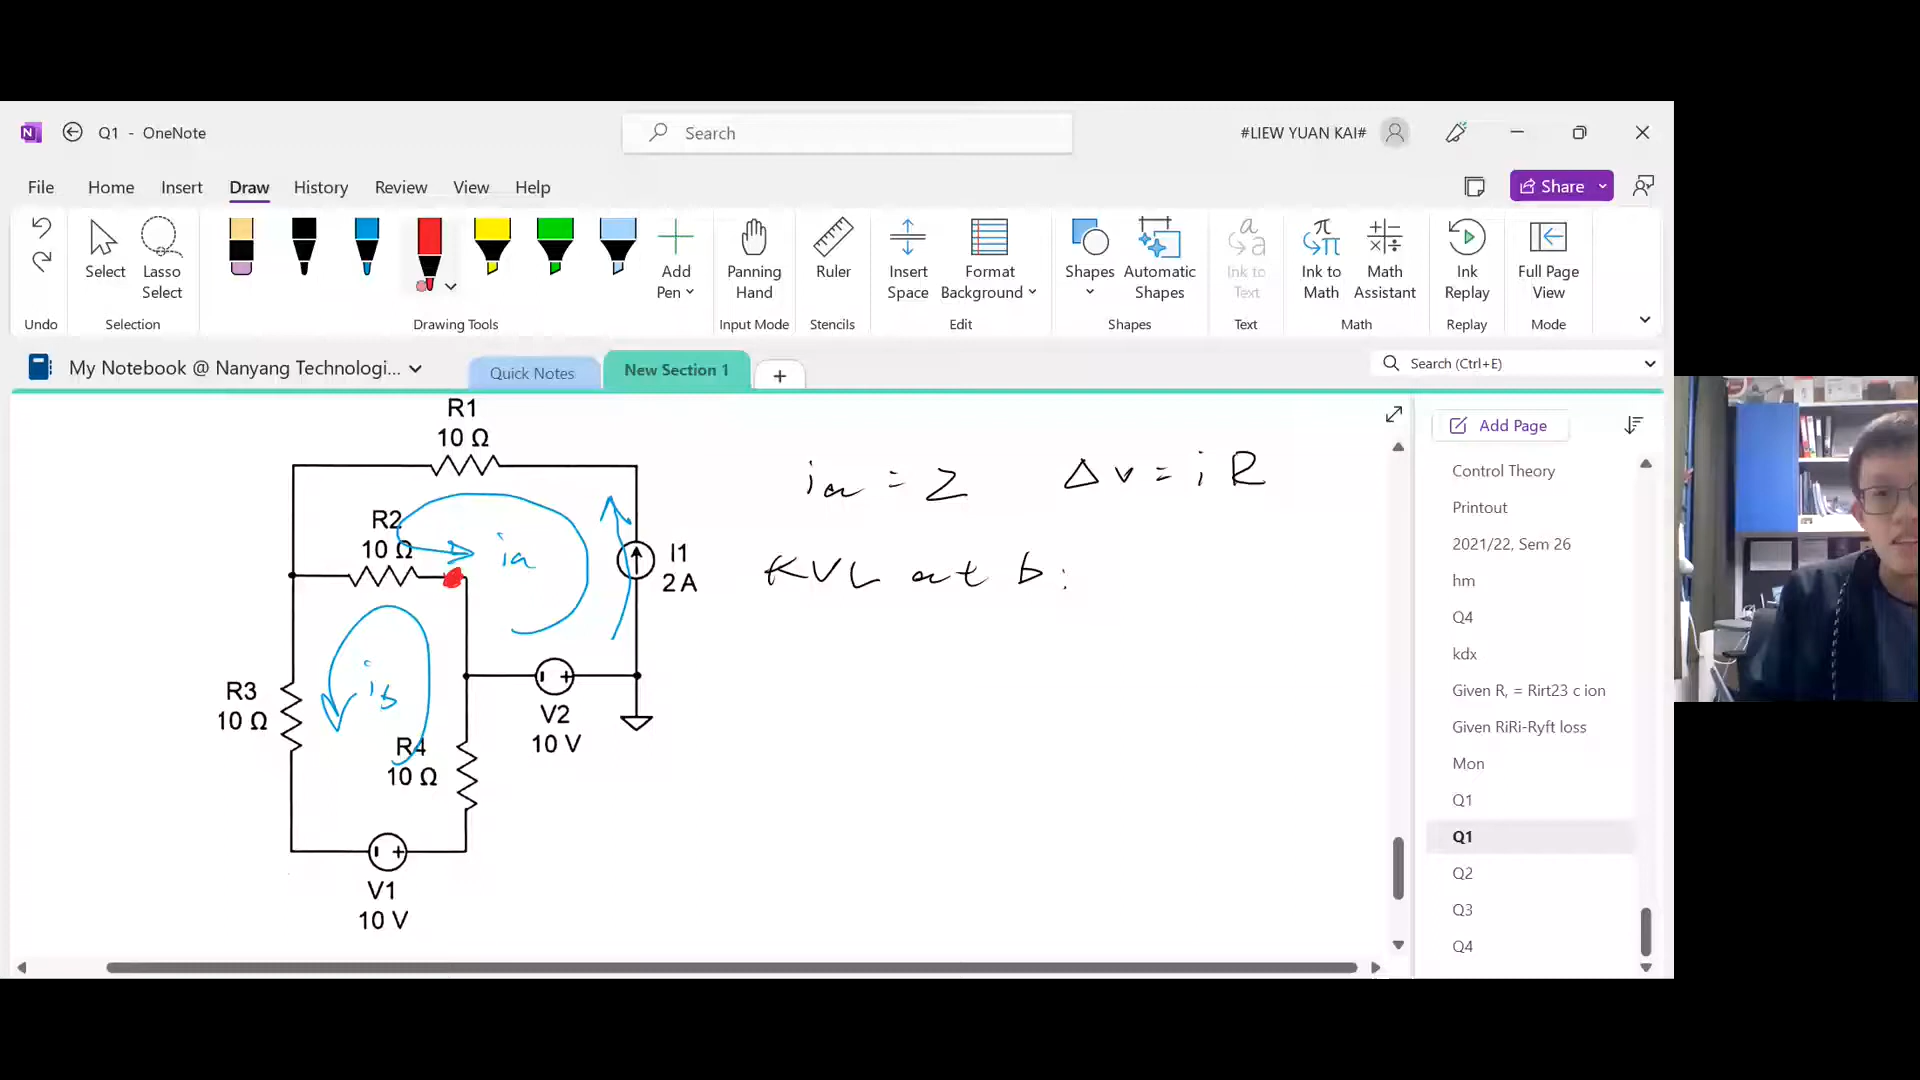 Q1 - OneNote
Search
#LIEW YUAN KAI#
File Home Insert Draw History Review View Help
Share
Select
Lasso Select
Add Pen
Panning Hand
Ruler
Insert Space
Format Background
Shapes
Automatic Shapes
Ink to Text
Ink to Math
Math Assistant
Ink Replay
Full Page View
Undo
Selection
Drawing Tools
Input Mode
Stencils
Edit
Shapes
Text
Math
Replay
Mode
My Notebook @ Nanyang Technologi...
Quick Notes
New Section 1
+
Search (Ctrl+E)
R1
10 Ω
R2
10 Ω
ia
I1
2 A
R3
10 Ω
ib
R4
10 Ω
V2
10 V
V1
10 V
ia = 2 Δv = i R
KVL at b:
Add Page
Control Theory
Printout
2021/22, Sem 26
hm
Q4
kdx
Given R, = Rirt23 c ion
Given RiRi-Ryft loss
Mon
Q1
Q1
Q2
Q3
Q4